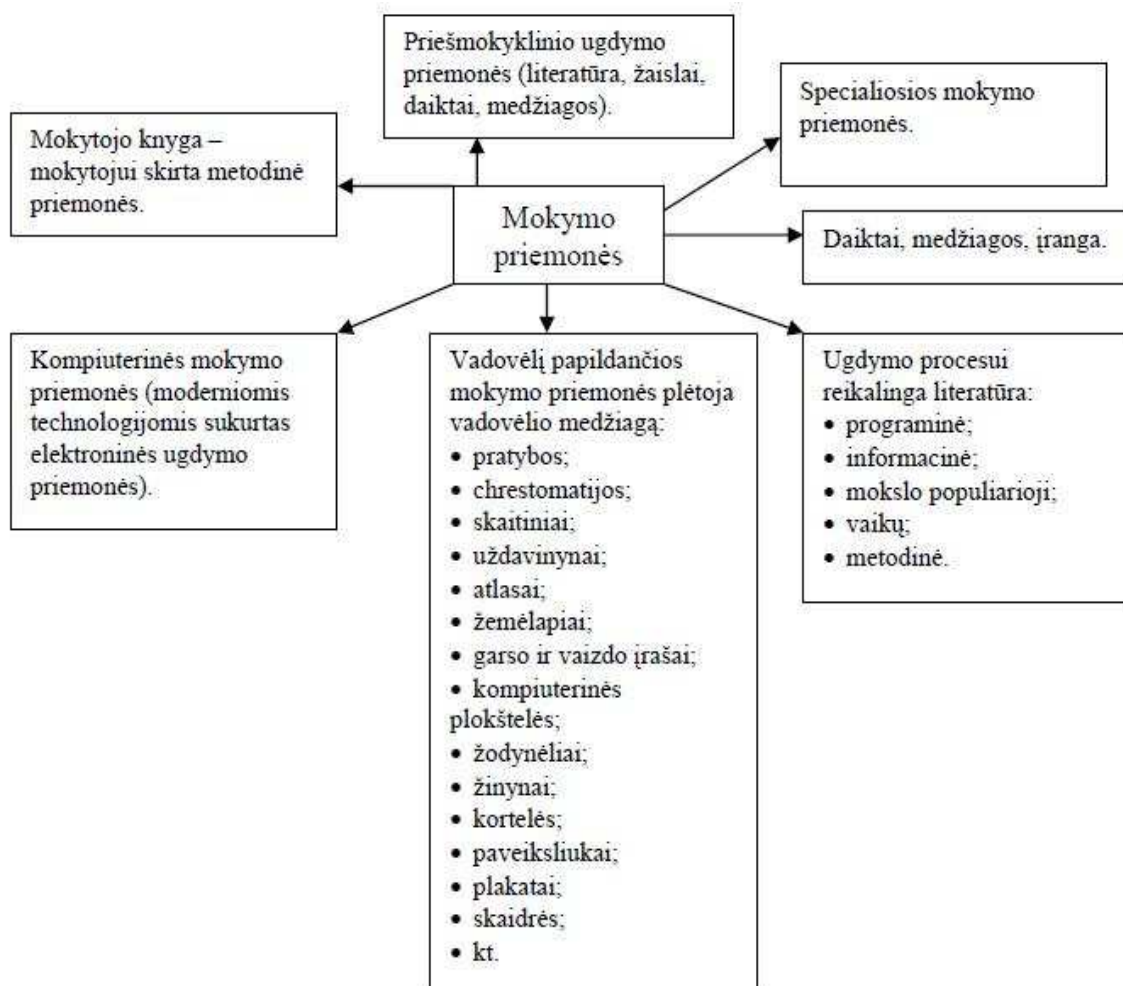 Priešmokyklinio ugdymo
priemonės (literatūra, žaislai,
daiktai, medžiagos).
Specialiosios mokymo
priemonės.
Mokytojo knyga –
mokytojui skirta metodinė
priemonės.
Mokymo
priemonės
Daiktai, medžiagos, įranga.
Kompiuterinės mokymo
priemonės (moderniomis
technologijomis sukurtas
elektroninės ugdymo
priemonės).
Vadovėlį papildančios
mokymo priemonės plėtoja
vadovėlio medžiagą:
• pratybos;
• chrestomatijos;
• skaitiniai;
• uždavinynai;
• atlasai;
• žemėlapiai;
• garso ir vaizdo įrašai;
• kompiuterinės
plokštelės;
• žodynėliai;
• žinynai;
• kortelės;
• paveiksliukai;
• plakatai;
• skaidrės;
• kt.
Ugdymo procesui
reikalinga literatūra:
• programinė;
• informacinė;
• mokslo populiarioji;
• vaikų;
• metodinė.